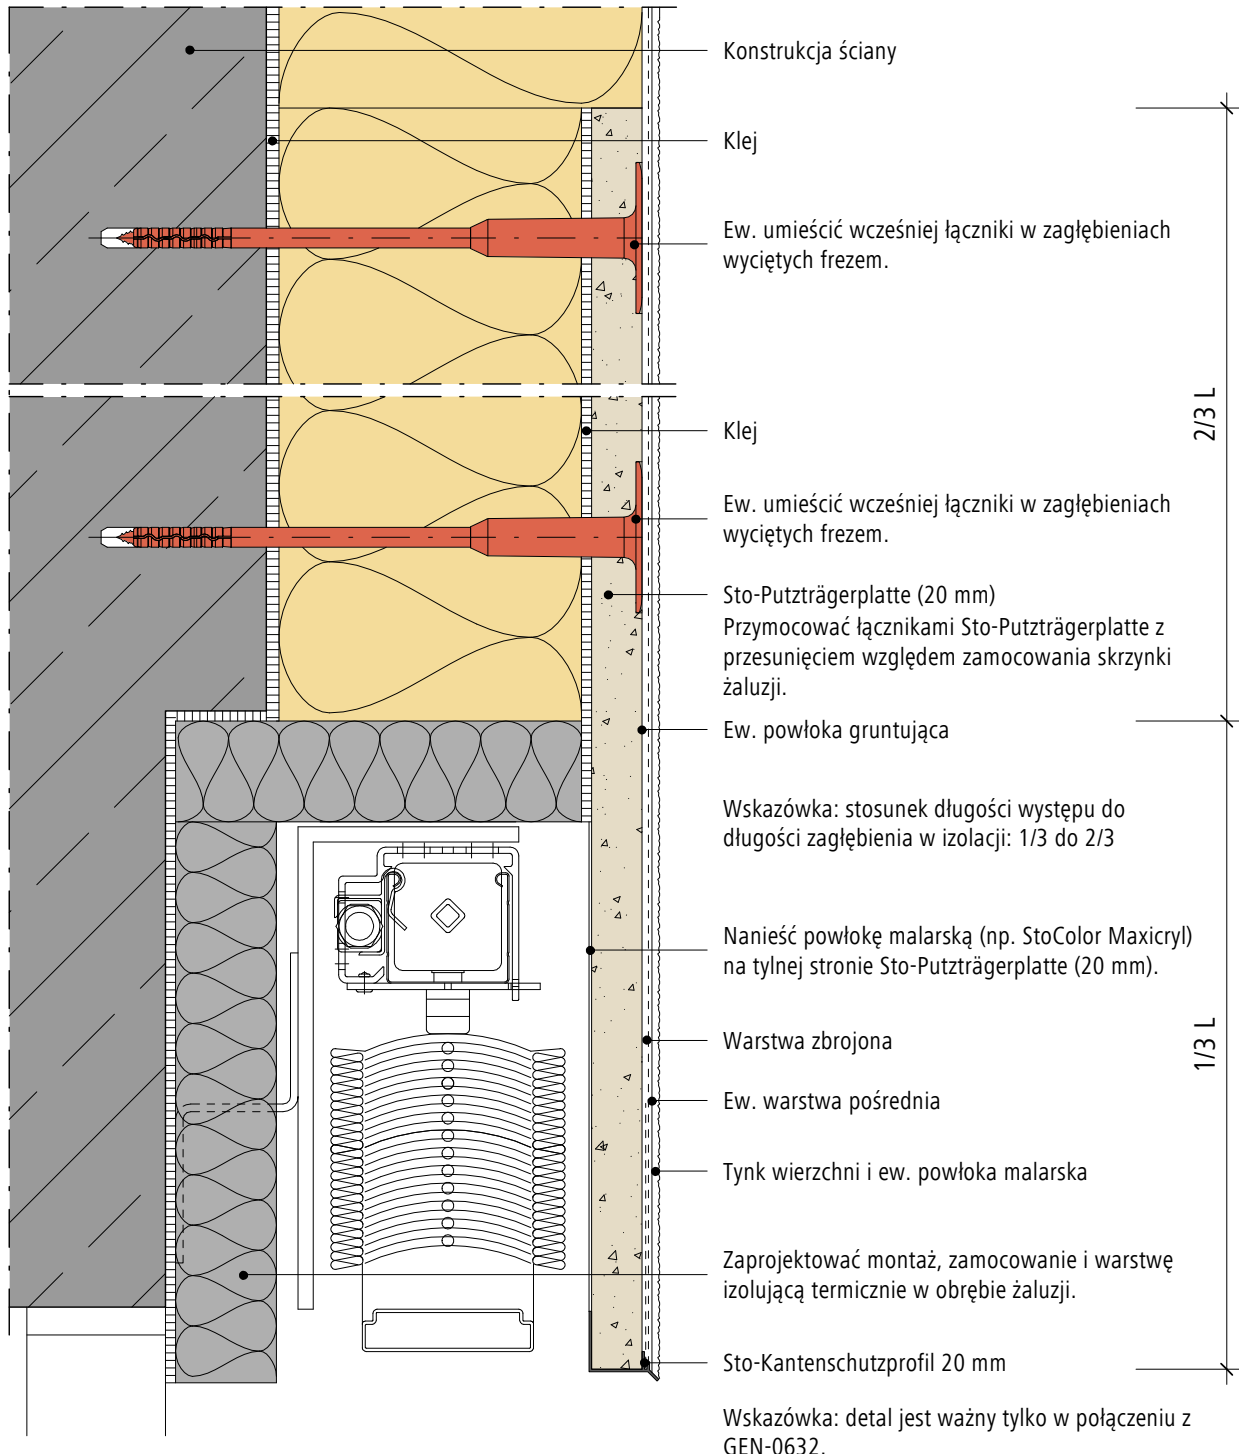 Konstrukcja ściany
Klej
Ew. umieścić wcześniej łączniki w zagłębieniach
wyciętych frezem.
2/3 L
Klej
Ew. umieścić wcześniej łączniki w zagłębieniach
wyciętych frezem.
Sto-Putzträgerplatte (20 mm)
Przymocować łącznikami Sto-Putzträgerplatte z
przesunięciem względem zamocowania skrzynki
żaluzji.
Ew. powłoka gruntująca
Wskazówka: stosunek długości występu do
długości zagłębienia w izolacji: 1/3 do 2/3
Nanieść powłokę malarską (np. StoColor Maxicryl)
na tylnej stronie Sto-Putzträgerplatte (20 mm).
1/3 L
Warstwa zbrojona
Ew. warstwa pośrednia
Tynk wierzchni i ew. powłoka malarska
Zaprojektować montaż, zamocowanie i warstwę
izolującą termicznie w obrębie żaluzji.
Sto-Kantenschutzprofil 20 mm
Wskazówka: detal jest ważny tylko w połączeniu z
GEN-0632.